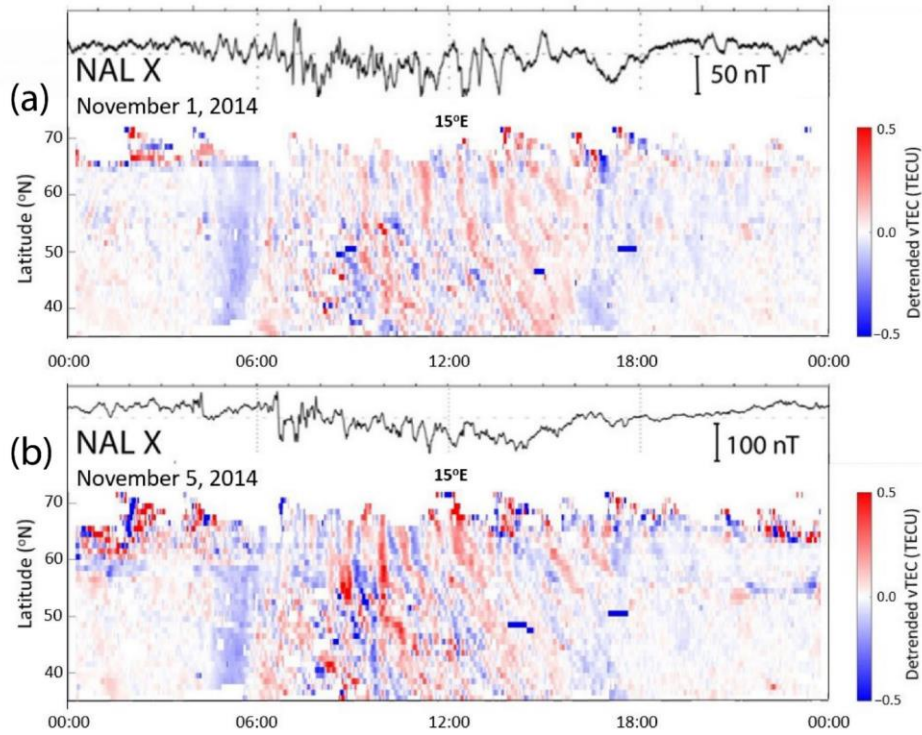 (a)
NAL X
50 nT
November 1, 2014
15°E
70
60
50
40
Latitude (°N)
00:00 06:00 12:00 18:00 00:00
0.5
0.0
−0.5
Detrended vTEC (TECU)
(b)
NAL X
100 nT
November 5, 2014
15°E
70
60
50
40
Latitude (°N)
00:00 06:00 12:00 18:00 00:00
0.5
0.0
−0.5
Detrended vTEC (TECU)